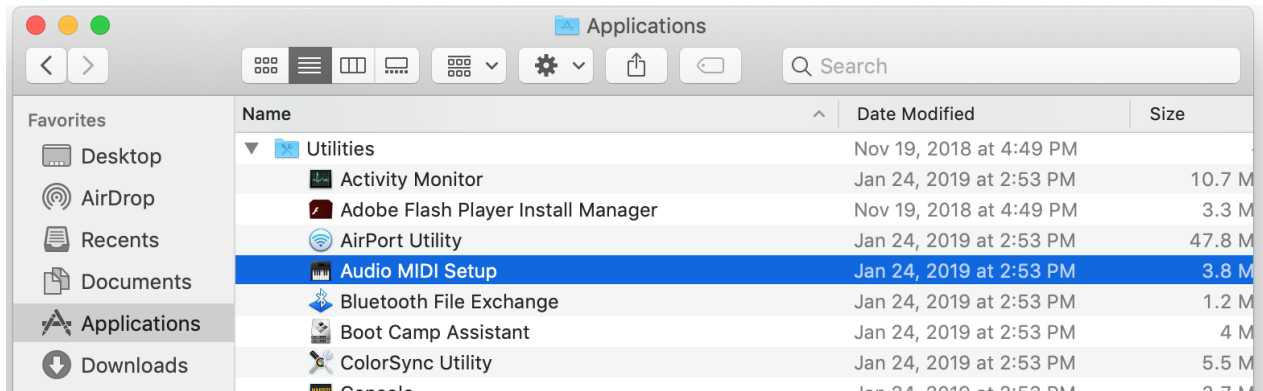 Applications
Search
Favorites
Desktop
AirDrop
Recents
Documents
Applications
Downloads
Name Date Modified Size
Utilities Nov 19, 2018 at 4:49 PM
Activity Monitor Jan 24, 2019 at 2:53 PM 10.7 M
Adobe Flash Player Install Manager Nov 19, 2018 at 4:49 PM 3.3 M
AirPort Utility Jan 24, 2019 at 2:53 PM 47.8 M
Audio MIDI Setup Jan 24, 2019 at 2:53 PM 3.8 M
Bluetooth File Exchange Jan 24, 2019 at 2:53 PM 1.2 M
Boot Camp Assistant Jan 24, 2019 at 2:53 PM 4 M
ColorSync Utility Jan 24, 2019 at 2:53 PM 5.5 M